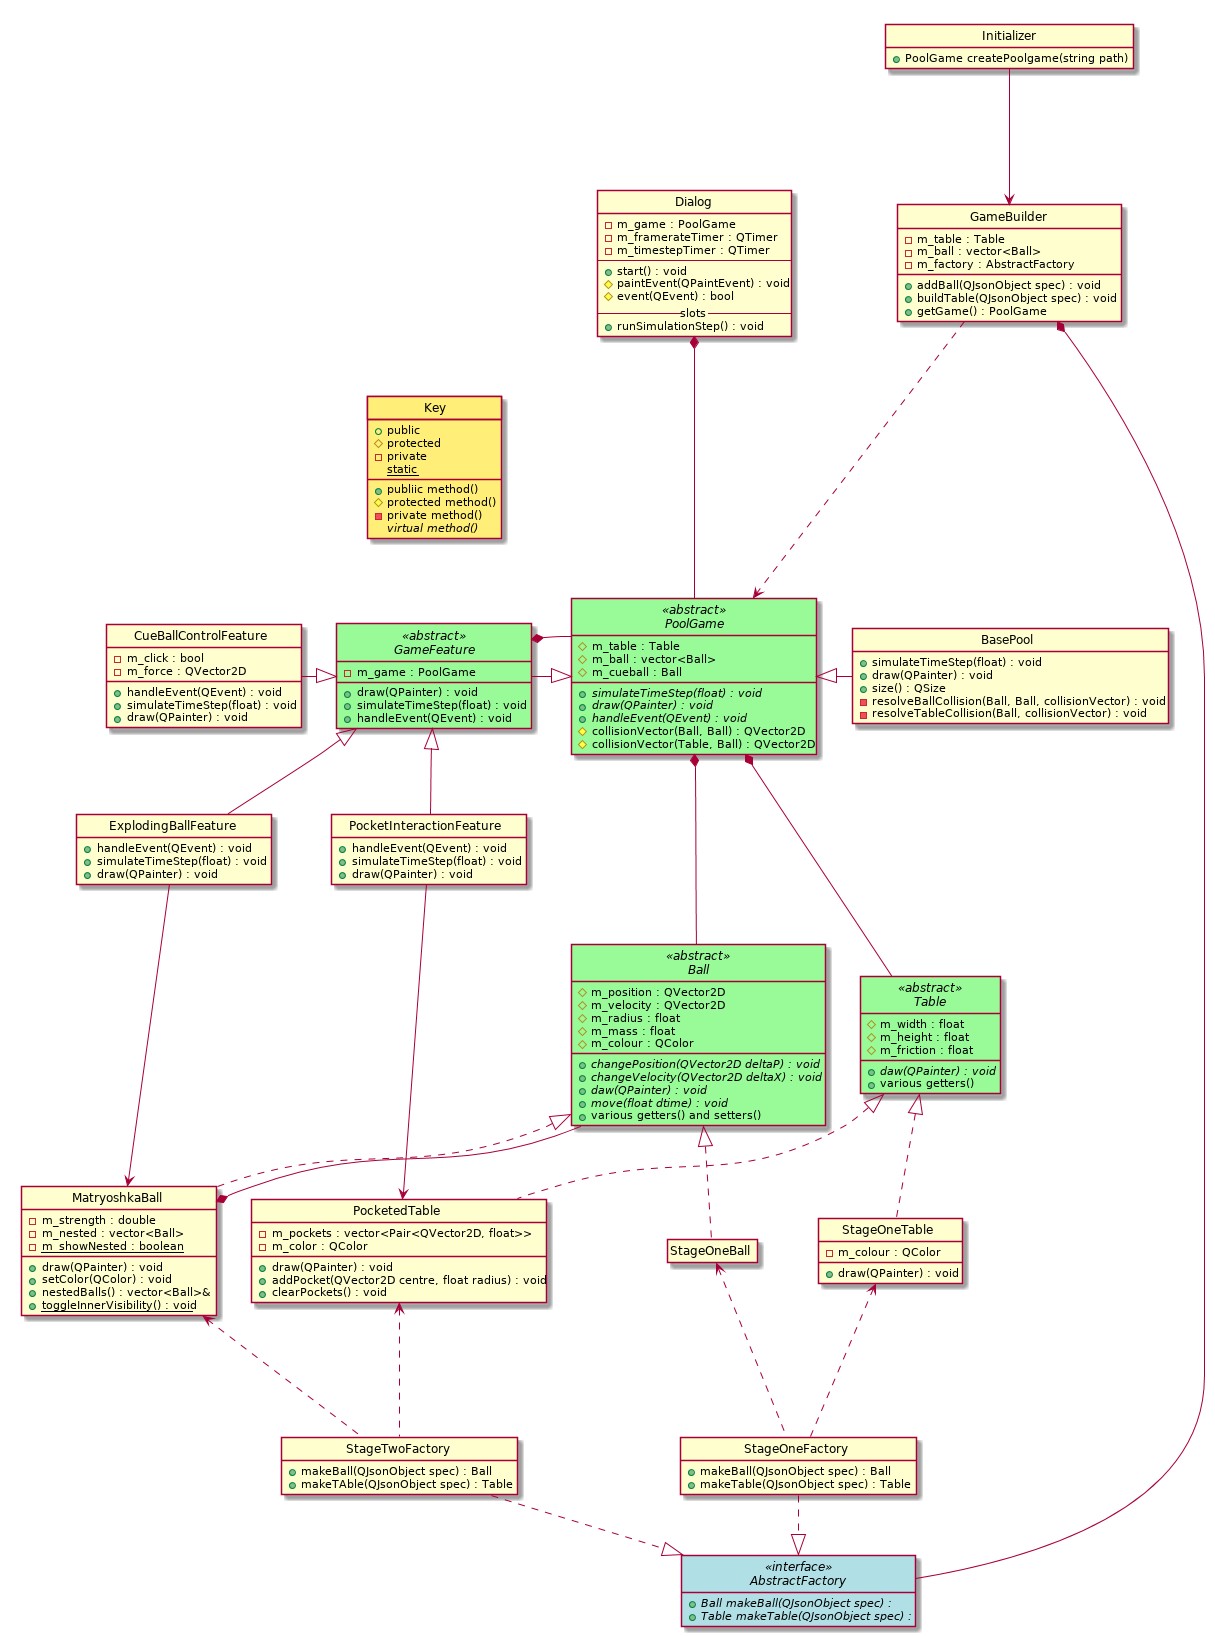 Initializer
PoolGame createPoolgame(string path)
Dialog
m_game : PoolGame
m_framerateTimer : QTimer
m_timestepTimer : QTimer
start() : void
paintEvent(QPaintEvent) : void
event(QEvent) : bool
slots
runSimulationStep() : void
GameBuilder
m_table : Table
m_ball : vector<Ball>
m_factory : AbstractFactory
addBall(QJsonObject spec) : void
buildTable(QJsonObject spec) : void
getGame() : PoolGame
Key
public
protected
private
static
publiic method()
protected method()
private method()
virtual method()
CueBallControlFeature
m_click : bool
m_force : QVector2D
handleEvent(QEvent) : void
simulateTimeStep(float) : void
draw(QPainter) : void
«abstract»
GameFeature
m_game : PoolGame
draw(QPainter) : void
simulateTimeStep(float) : void
handleEvent(QEvent) : void
«abstract»
PoolGame
m_table : Table
m_ball : vector<Ball>
m_cueball : Ball
simulateTimeStep(float) : void
draw(QPainter) : void
handleEvent(QEvent) : void
collisionVector(Ball, Ball) : QVector2D
collisionVector(Table, Ball) : QVector2D
BasePool
simulateTimeStep(float) : void
draw(QPainter) : void
size() : QSize
resolveBallCollision(Ball, Ball, collisionVector) : void
resolveTableCollision(Ball, collisionVector) : void
ExplodingBallFeature
handleEvent(QEvent) : void
simulateTimeStep(float) : void
draw(QPainter) : void
PocketInteractionFeature
handleEvent(QEvent) : void
simulateTimeStep(float) : void
draw(QPainter) : void
«abstract»
Ball
m_position : QVector2D
m_velocity : QVector2D
m_radius : float
m_mass : float
m_colour : QColor
changePosition(QVector2D deltaP) : void
changeVelocity(QVector2D deltaX) : void
daw(QPainter) : void
move(float dtime) : void
various getters() and setters()
«abstract»
Table
m_width : float
m_height : float
m_friction : float
daw(QPainter) : void
various getters()
MatryoshkaBall
m_strength : double
m_nested : vector<Ball>
m_showNested : boolean
draw(QPainter) : void
setColor(QColor) : void
nestedBalls() : vector<Ball>&
toggleInnerVisibility() : void
PocketedTable
m_pockets : vector<Pair<QVector2D, float>>
m_color : QColor
draw(QPainter) : void
addPocket(QVector2D centre, float radius) : void
clearPockets() : void
StageOneBall
StageOneTable
m_colour : QColor
draw(QPainter) : void
StageTwoFactory
makeBall(QJsonObject spec) : Ball
makeTAble(QJsonObject spec) : Table
StageOneFactory
makeBall(QJsonObject spec) : Ball
makeTable(QJsonObject spec) : Table
«interface»
AbstractFactory
Ball makeBall(QJsonObject spec) :
Table makeTable(QJsonObject spec) :